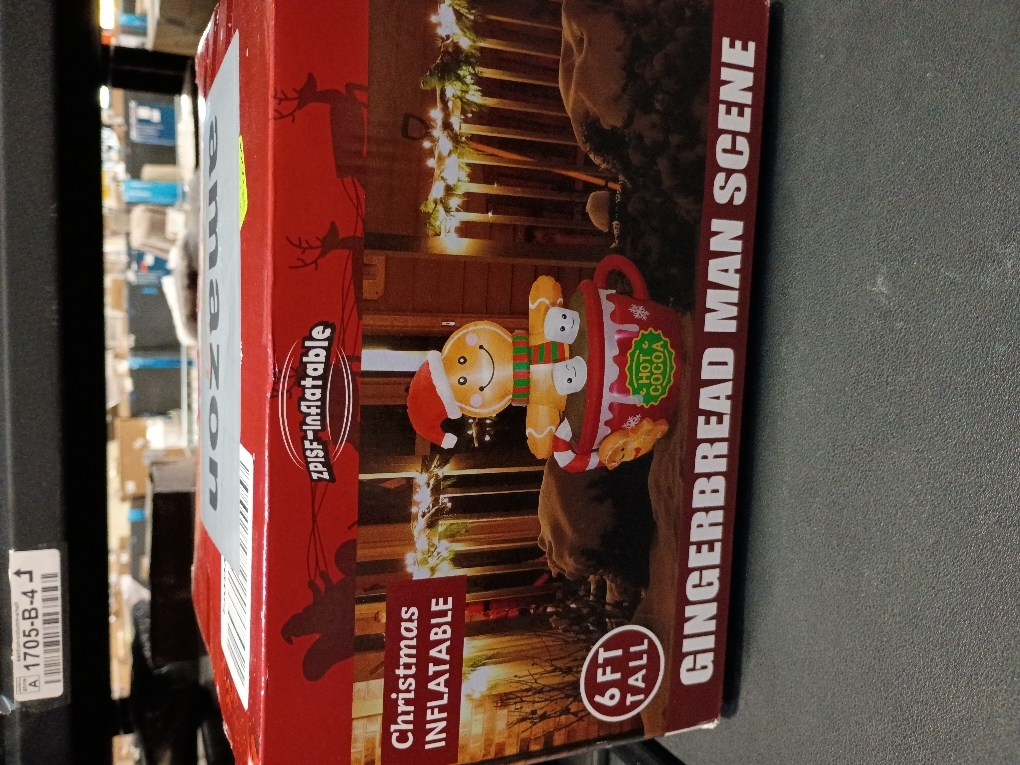 A 1705-B-4
amazon
ZPISF-Inflatable
Christmas
INFLATABLE
HOT
COCOA
6 FT
TALL
GINGERBREAD MAN SCENE